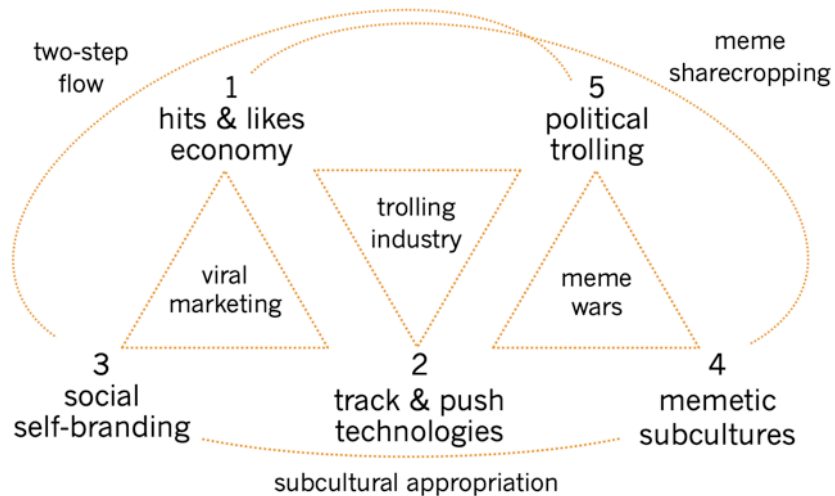 two-step
flow
meme
sharecropping
1
hits & likes
economy
5
political
trolling
trolling
industry
viral
marketing
meme
wars
3
social
self-branding
2
track & push
technologies
4
memetic
subcultures
subcultural appropriation